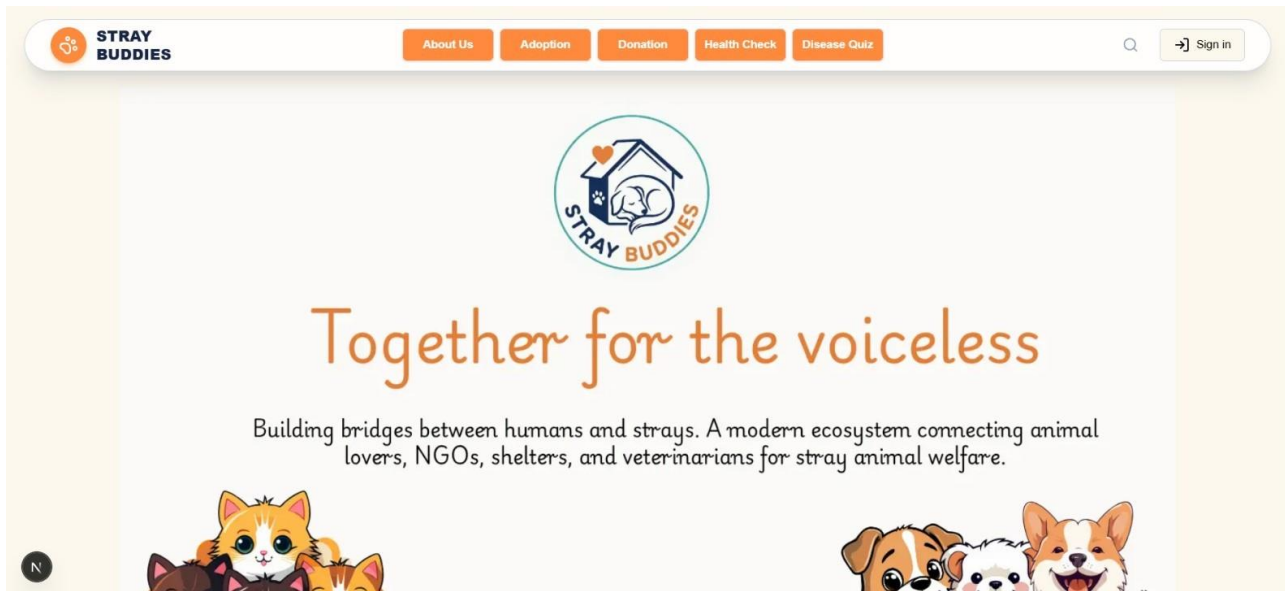 STRAY
BUDDIES
About Us
Adoption
Donation
Health Check
Disease Quiz
Sign in
STRAY BUDDIES
Together for the voiceless
Building bridges between humans and strays. A modern ecosystem connecting animal
lovers, NGOs, shelters, and veterinarians for stray animal welfare.
N